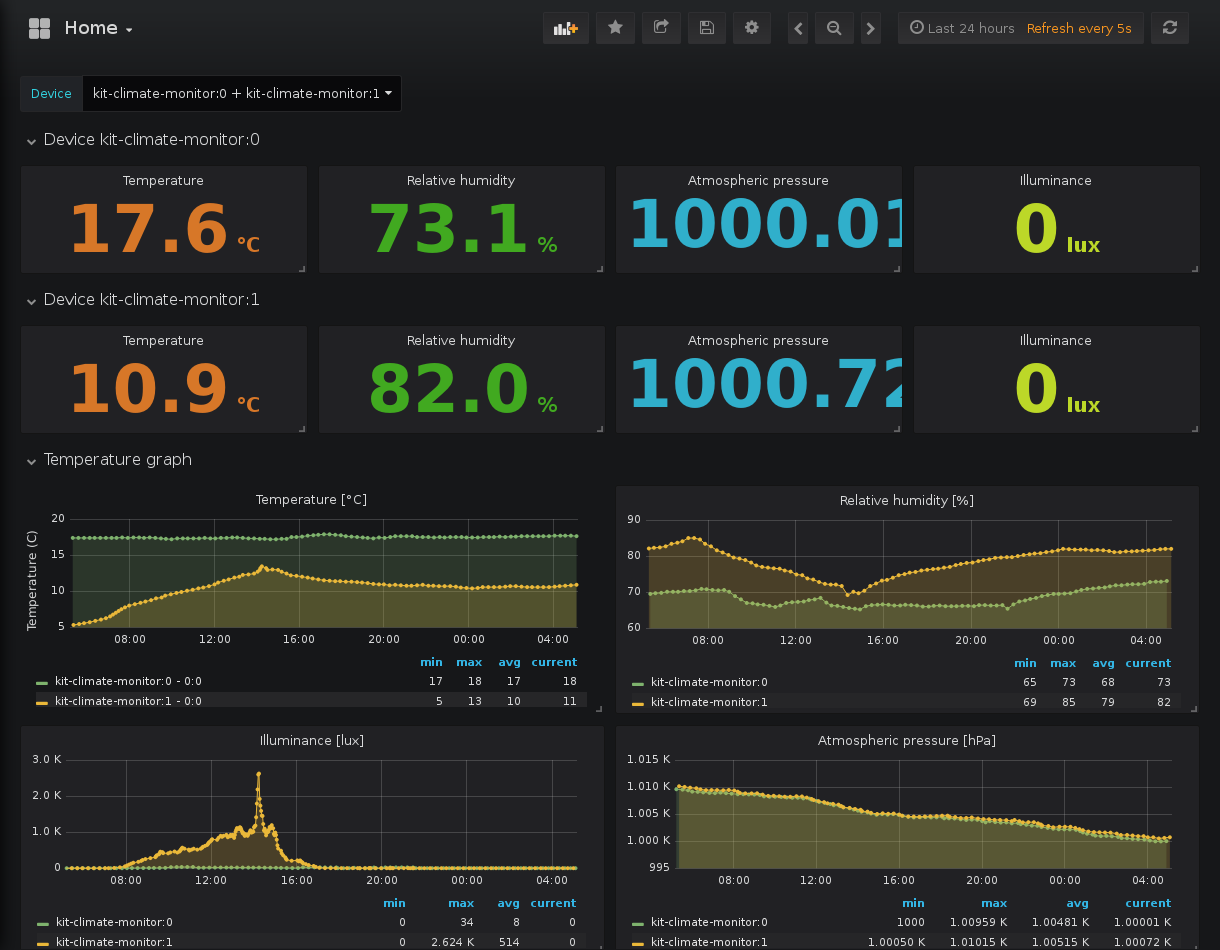 Home
Last 24 hours Refresh every 5s
Device kit-climate-monitor:0 + kit-climate-monitor:1
Device kit-climate-monitor:0
Temperature Relative humidity Atmospheric pressure Illuminance
17.6 °C 73.1 % 1000.01 0 lux
Device kit-climate-monitor:1
Temperature Relative humidity Atmospheric pressure Illuminance
10.9 °C 82.0 % 1000.72 0 lux
Temperature graph
Temperature [°C]
Temperature (C)
20
15
10
5
08:00 12:00 16:00 20:00 00:00 04:00
min max avg current
kit-climate-monitor:0 - 0:0 17 18 17 18
kit-climate-monitor:1 - 0:0 5 13 10 11
Relative humidity [%]
90
80
70
60
08:00 12:00 16:00 20:00 00:00 04:00
min max avg current
kit-climate-monitor:0 65 73 68 73
kit-climate-monitor:1 69 85 79 82
Illuminance [lux]
3.0 K
2.0 K
1.0 K
0
08:00 12:00 16:00 20:00 00:00 04:00
min max avg current
kit-climate-monitor:0 0 34 8 0
kit-climate-monitor:1 0 2.624 K 514 0
Atmospheric pressure [hPa]
1.015 K
1.010 K
1.005 K
1.000 K
995
08:00 12:00 16:00 20:00 00:00 04:00
min max avg current
kit-climate-monitor:0 1000 1.00959 K 1.00481 K 1.00001 K
kit-climate-monitor:1 1.00050 K 1.01015 K 1.00515 K 1.00072 K